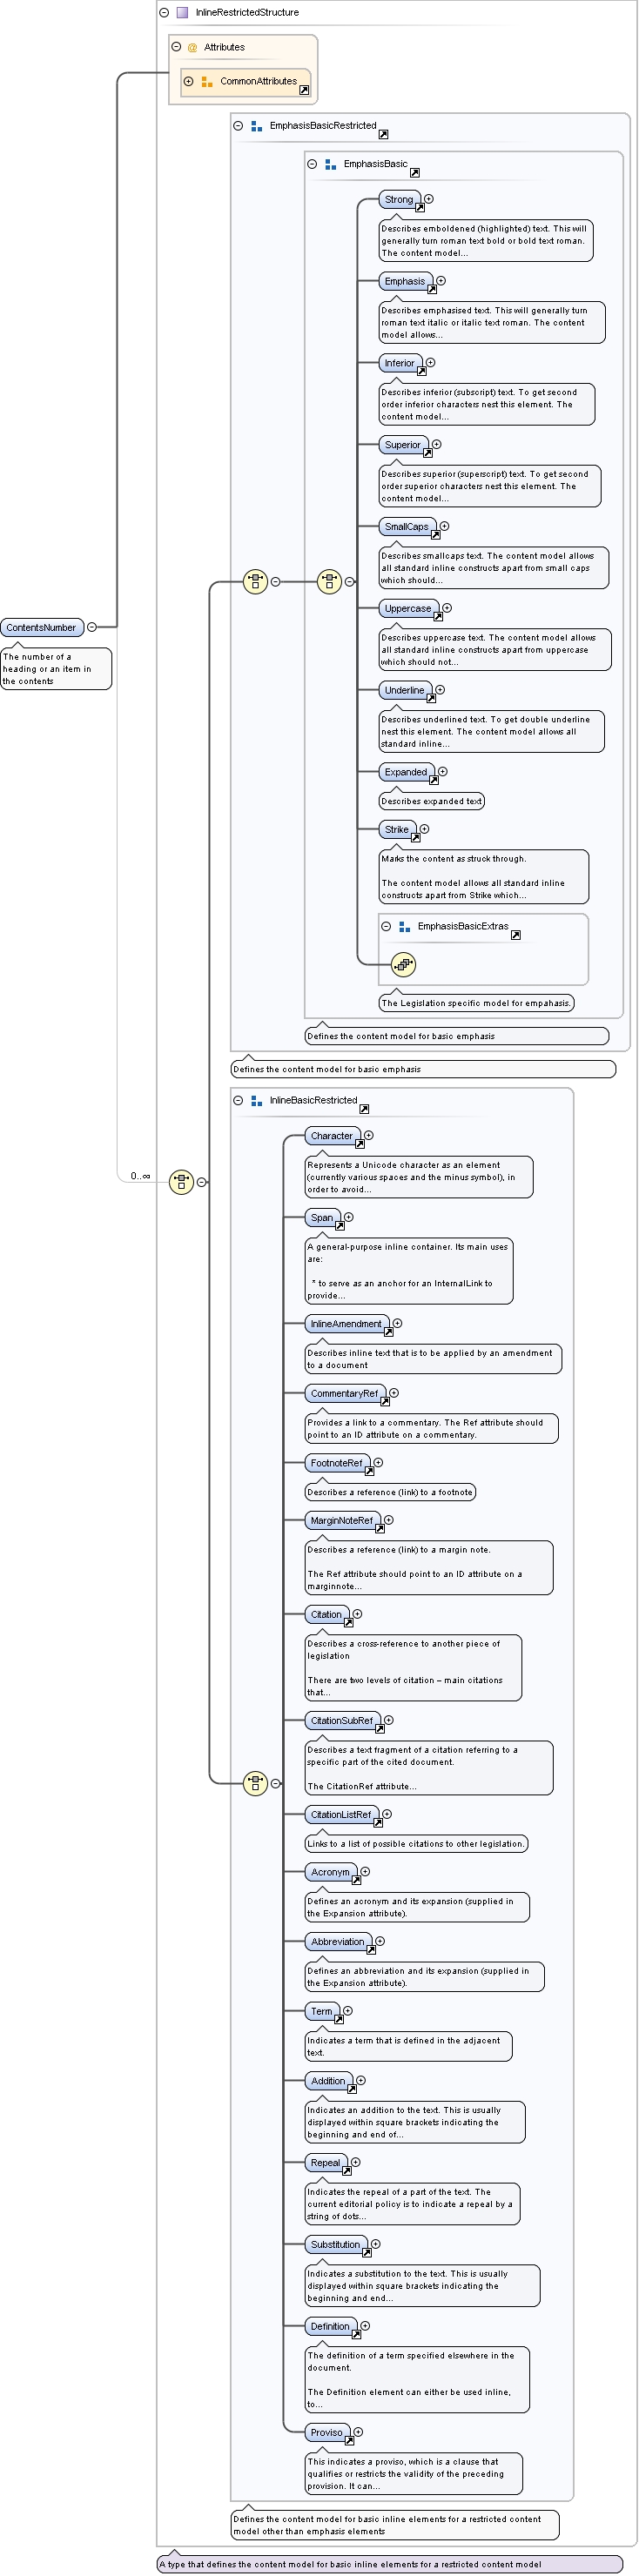 InlineRestrictedStructure
@ Attributes
CommonAttributes
EmphasisBasicRestricted
EmphasisBasic
Strong
Describes emboldened (highlighted) text. This will
generally turn roman text bold or bold text roman.
The content model...
Emphasis
Describes emphasised text. This will generally turn
roman text italic or italic text roman. The content
model allows...
Inferior
Describes inferior (subscript) text. To get second
order inferior characters nest this element. The
content model...
Superior
Describes superior (superscript) text. To get second
order superior characters nest this element. The
content model...
SmallCaps
Describes smallcaps text. The content model allows
all standard inline constructs apart from small caps
which should...
Uppercase
Describes uppercase text. The content model allows
all standard inline constructs apart from uppercase
which should not...
ContentsNumber
The number of a
heading or an item in
the contents
Underline
Describes underlined text. To get double underline
nest this element. The content model allows all
standard inline...
Expanded
Describes expanded text
Strike
Marks the content as struck through.
The content model allows all standard inline
constructs apart from Strike which...
EmphasisBasicExtras
The Legislation specific model for empahasis.
Defines the content model for basic emphasis
Defines the content model for basic emphasis
InlineBasicRestricted
Character
Represents a Unicode character as an element
(currently various spaces and the minus symbol), in
order to avoid...
0..∞
Span
A general-purpose inline container. Its main uses
are:
* to serve as an anchor for an InternalLink to
provide...
InlineAmendment
Describes inline text that is to be applied by an amendment
to a document
CommentaryRef
Provides a link to a commentary. The Ref attribute should
point to an ID attribute on a commentary.
FootnoteRef
Describes a reference (link) to a footnote
MarginNoteRef
Describes a reference (link) to a margin note.
The Ref attribute should point to an ID attribute on a
marginnote...
Citation
Describes a cross-reference to another piece of
legislation
There are two levels of citation – main citations
that...
CitationSubRef
Describes a text fragment of a citation referring to a
specific part of the cited document.
The CitationRef attribute...
CitationListRef
Links to a list of possible citations to other legislation.
Acronym
Defines an acronym and its expansion (supplied in
the Expansion attribute).
Abbreviation
Defines an abbreviation and its expansion (supplied in
the Expansion attribute).
Term
Indicates a term that is defined in the adjacent
text.
Addition
Indicates an addition to the text. This is usually
displayed within square brackets indicating the
beginning and end of...
Repeal
Indicates the repeal of a part of the text. The
current editorial policy is to indicate a repeal by a
string of dots...
Substitution
Indicates a substitution to the text. This is usually
displayed within square brackets indicating the
beginning and end...
Definition
The definition of a term specified elsewhere in the
document.
The Definition element can either be used inline,
to...
Proviso
This indicates a proviso, which is a clause that
qualifies or restricts the validity of the preceding
provision. It can...
Defines the content model for basic inline elements for a restricted content
model other than emphasis elements
A type that defines the content model for basic inline elements for a restricted content model